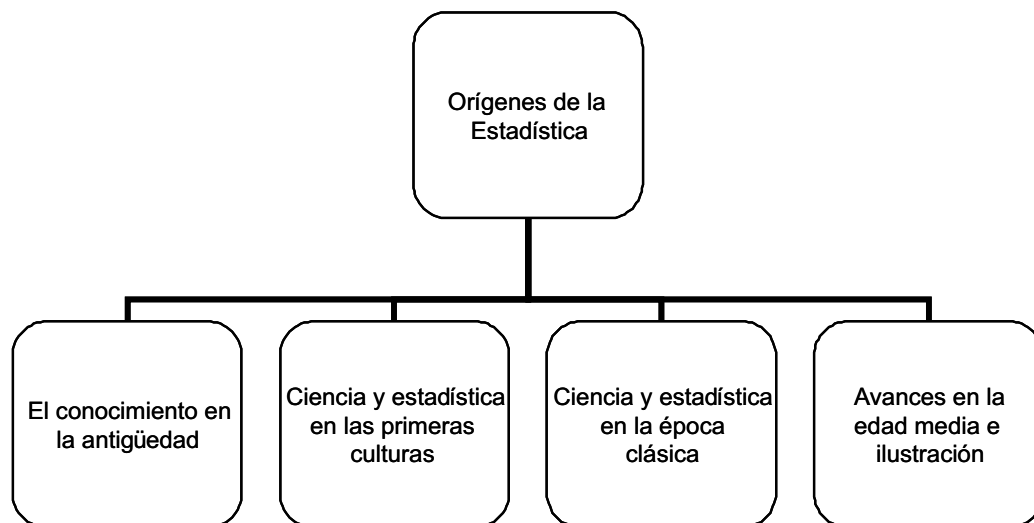 Orígenes de la
Estadística
El conocimiento en
la antigüedad
Ciencia y estadística
en las primeras
culturas
Ciencia y estadística
en la época
clásica
Avances en la
edad media e
ilustración